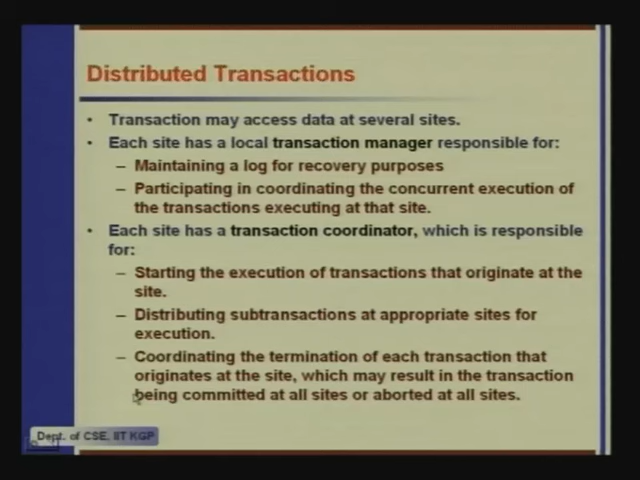 Distributed Transactions
• Transaction may access data at several sites.
• Each site has a local transaction manager responsible for:
– Maintaining a log for recovery purposes
– Participating in coordinating the concurrent execution of
the transactions executing at that site.
• Each site has a transaction coordinator, which is responsible
for:
– Starting the execution of transactions that originate at the
site.
– Distributing subtransactions at appropriate sites for
execution.
– Coordinating the termination of each transaction that
originates at the site, which may result in the transaction
being committed at all sites or aborted at all sites.
Dept. of CSE, IIT KGP